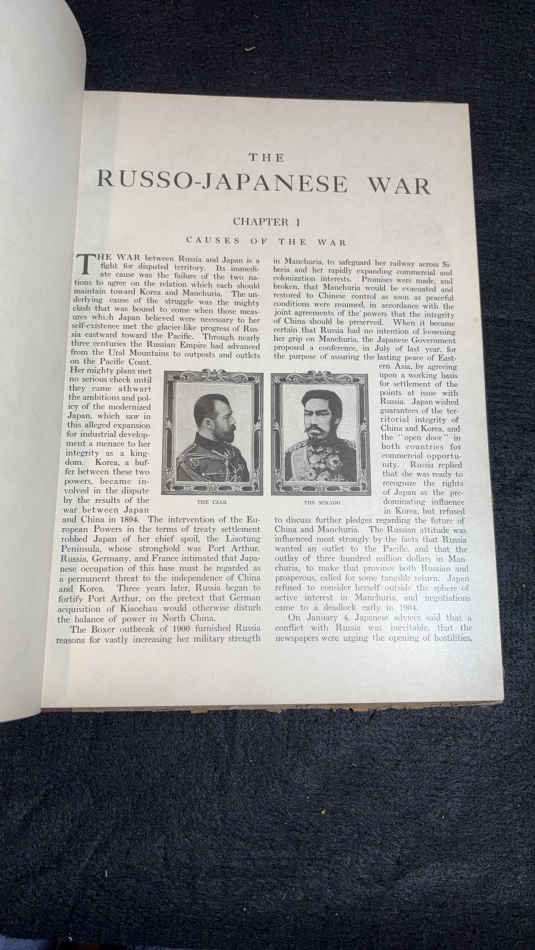 THE
RUSSO-JAPANESE WAR
CHAPTER I
CAUSES OF THE WAR
THE WAR between Russia and Japan is a
fight for disputed territory. Its immedi-
ate cause was the failure of the two na-
tions to agree on the relation which each should
maintain toward Korea and Manchuria. The un-
derlying cause of the struggle was the mighty
clash that was bound to come when those meas-
ures which Japan believed were necessary to her
self-existence met the glacier-like progress of Rus-
sia eastward toward the Pacific. Through nearly
three centuries the Russian Empire had advanced
from the Ural Mountains to outposts and outlets
on the Pacific Coast.
Her mighty plans met
no serious check until
they came athwart
the ambitions and pol-
icy of the modernized
Japan, which saw in
this alleged expansion
for industrial develop-
ment a menace to her
integrity as a king-
dom. Korea, a buf-
fer between these two
powers, became in-
volved in the dispute
by the results of the
war between Japan
and China in 1894. The intervention of the Eu-
ropean Powers in the terms of treaty settlement
robbed Japan of her chief spoil, the Liaotung
Peninsula, whose stronghold was Port Arthur.
Russia, Germany, and France intimated that Japa-
nese occupation of this base must be regarded as
a permanent threat to the independence of China
and Korea. Three years later, Russia began to
fortify Port Arthur, on the pretext that German
acquisition of Kiaochau would otherwise disturb
the balance of power in North China.
The Boxer outbreak of 1900 furnished Russia
reasons for vastly increasing her military strength
THE CZAR
THE MIKADO
in Manchuria, to safeguard her railway across Si-
beria and her rapidly expanding commercial and
colonization interests. Promises were made, and
broken, that Manchuria would be evacuated and
restored to Chinese control as soon as peaceful
conditions were resumed, in accordance with the
joint agreements of the powers that the integrity
of China should be preserved. When it became
certain that Russia had no intention of loosening
her grip on Manchuria, the Japanese Government
proposed a conference, in July of last year, for
the purpose of assuring the lasting peace of East-
ern Asia, by agreeing
upon a working basis
for settlement of the
points at issue with
Russia. Japan wished
guarantees of the ter-
ritorial integrity of
China and Korea, and
the "open door" in
both countries for
commercial opportu-
nity. Russia replied
that she was ready to
recognize the rights
of Japan as the pre-
dominating influence
in Korea, but refused
to discuss further pledges regarding the future of
China and Manchuria. The Russian attitude was
influenced most strongly by the facts that Russia
wanted an outlet to the Pacific, and that the
outlay of three hundred million dollars in Man-
churia, to make that province both Russian and
prosperous, called for some tangible return. Japan
refused to consider herself outside the sphere of
active interest in Manchuria, and negotiations
came to a deadlock early in 1904.
On January 4, Japanese advices said that a
conflict with Russia was inevitable, that the
newspapers were urging the opening of hostilities,